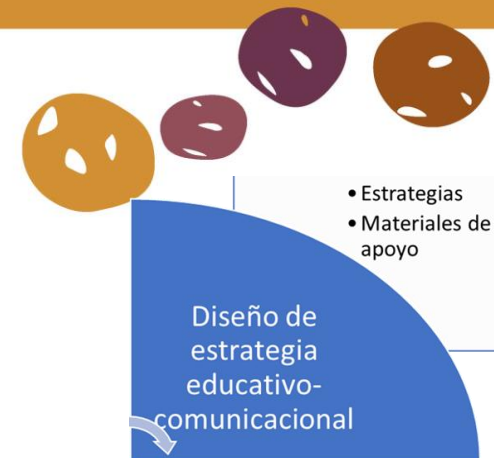 • Estrategias
• Materiales de
apoyo
Diseño de
estrategia
educativo-
comunicacional